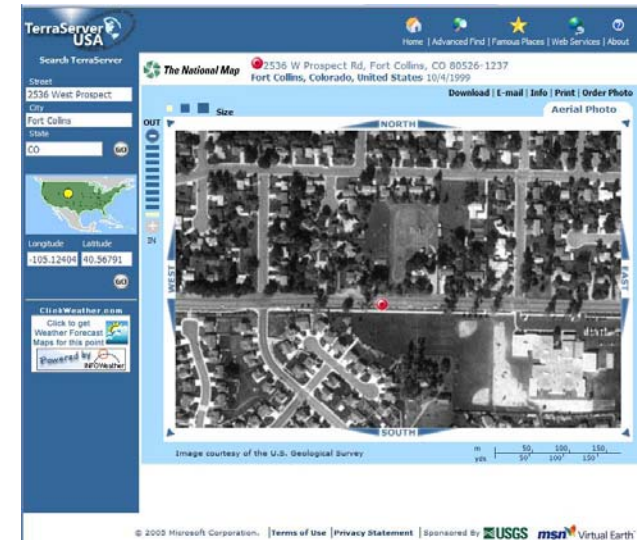 TerraServer
USA
Home | Advanced Find | Famous Places | Web Services | About
Search TerraServer
Street
2536 West Prospect
City
Fort Collins
State
CO
GO
Longitude Latitude
-105.12404 40.56791
GO
ClickWeather.com
Click to get
Weather Forecast
Maps for this point
Powered by
INFOWeather
The National Map
2536 W Prospect Rd, Fort Collins, CO 80526-1237
Fort Collins, Colorado, United States 10/4/1999
Download | E-mail | Info | Print | Order Photo
Size
Aerial Photo
OUT
IN
NORTH
WEST
EAST
SOUTH
Image courtesy of the U.S. Geological Survey
m 50, 100, 150,
yds 50' 100' 150'
© 2005 Microsoft Corporation. | Terms of Use | Privacy Statement | Sponsored By USGS msn Virtual Earth